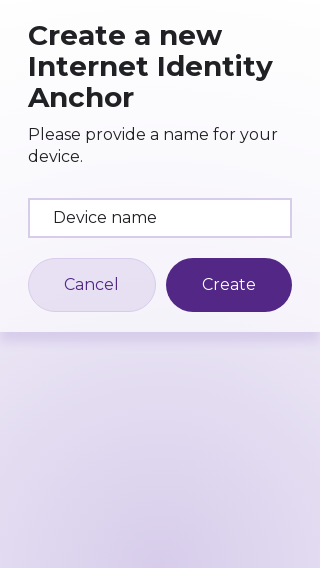 Create a new
Internet Identity
Anchor
Please provide a name for your
device.
Device name
Cancel
Create